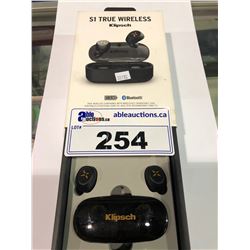 S1 TRUE WIRELESS
Klipsch
Bluetooth
able
auctions.ca
ableauctions.ca
LOT#
254
Klipsch